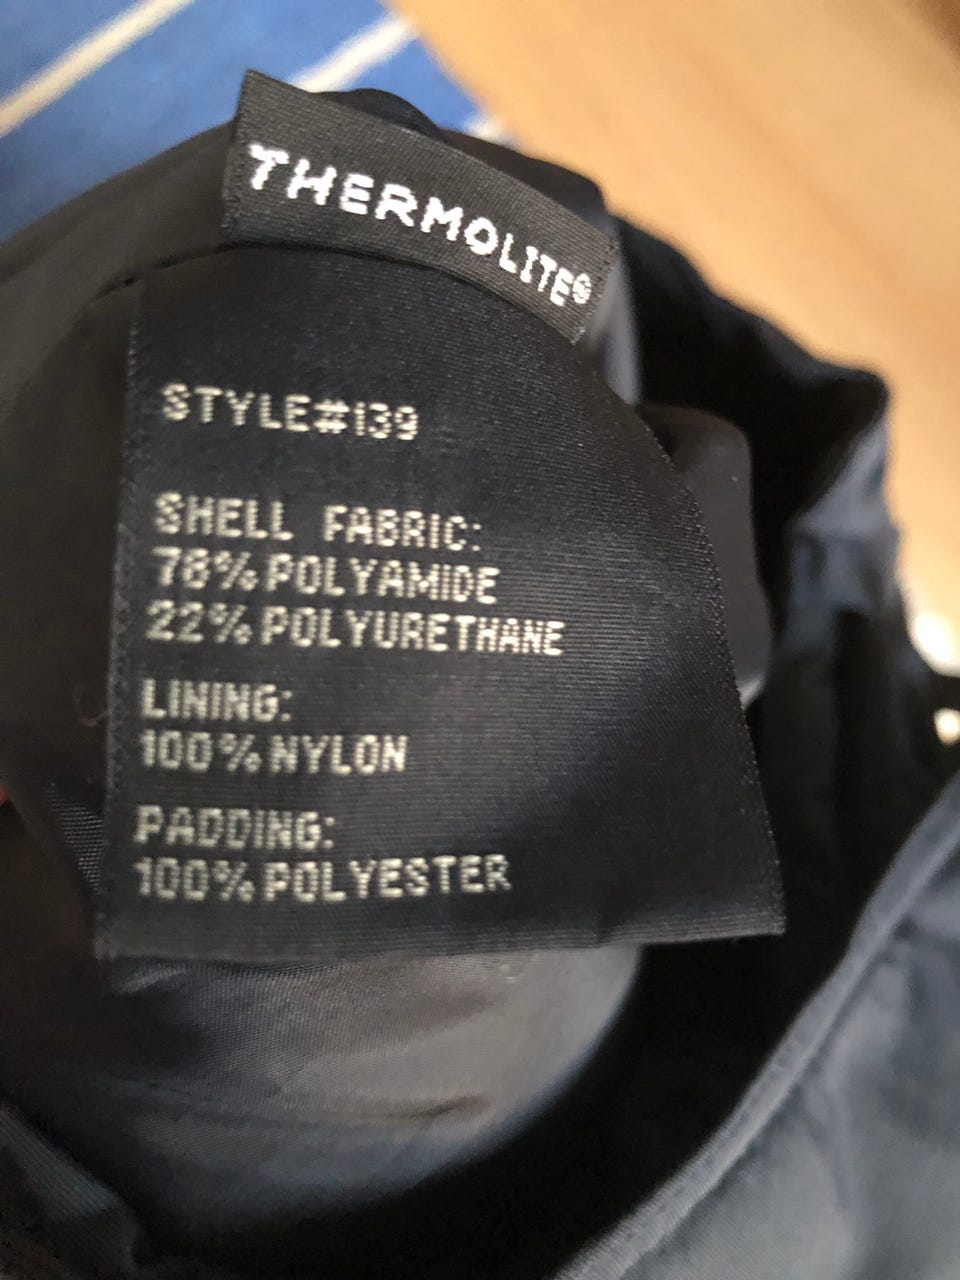 THERMOLITE®
STYLE#139
SHELL FABRIC:
78%POLYAMIDE
22%POLYURETHANE
LINING:
100%NYLON
PADDING:
100%POLYESTER